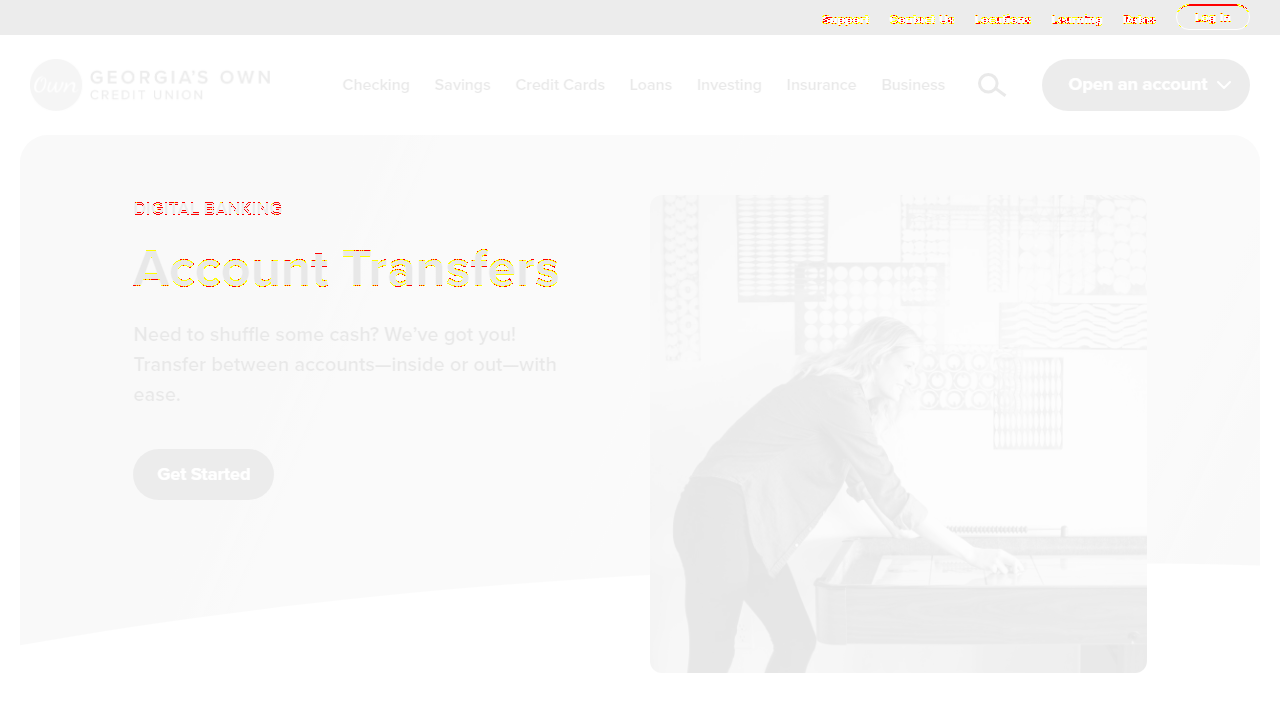 Support Contact Us Locations Learning Rates Log In
Own GEORGIA'S OWN
CREDIT UNION
Checking Savings Credit Cards Loans Investing Insurance Business Open an account
DIGITAL BANKING
Account Transfers
Need to shuffle some cash? We've got you!
Transfer between accounts—inside or out—with
ease.
Get Started